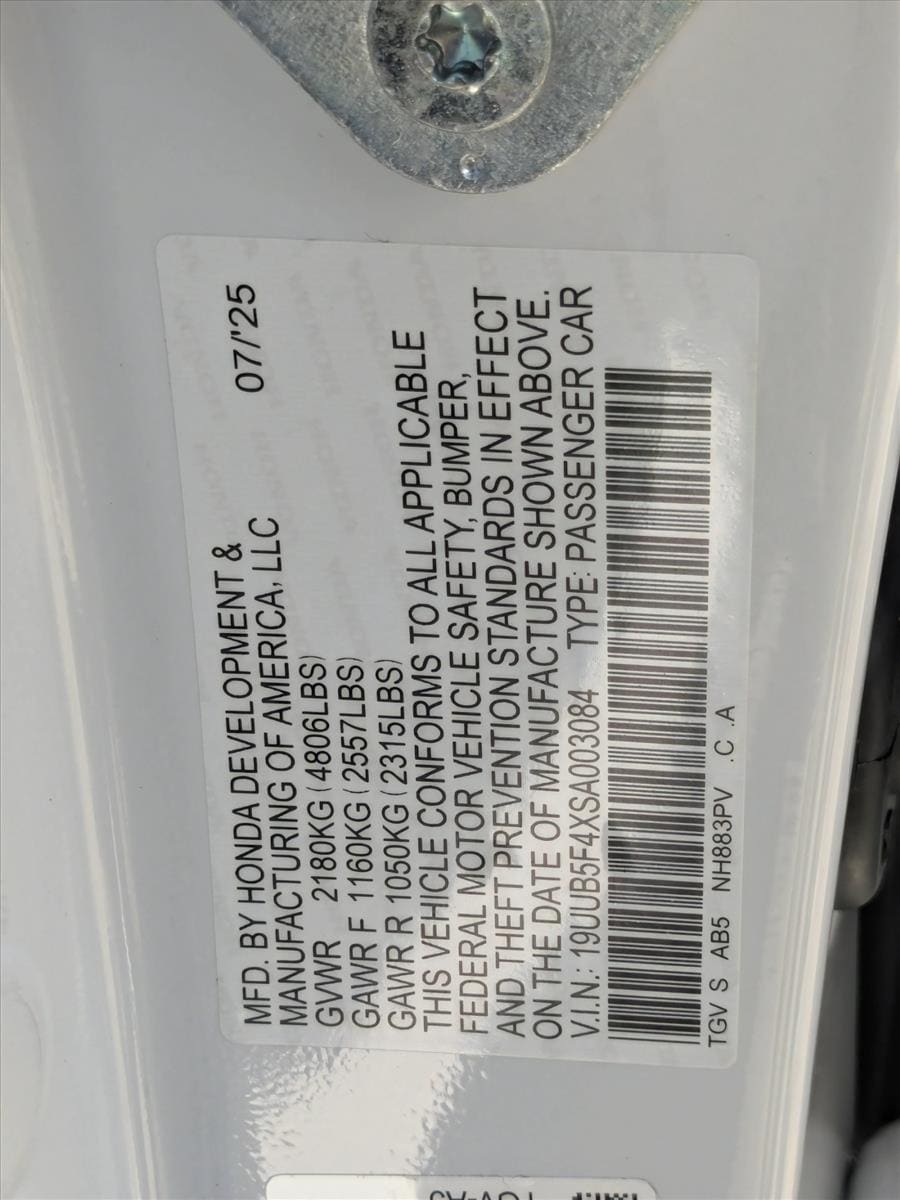 MFD. BY HONDA DEVELOPMENT & 07/'25
MANUFACTURING OF AMERICA, LLC
GVWR 2180KG (4806LBS)
GAWR F 1160KG (2557LBS)
GAWR R 1050KG (2315LBS)
THIS VEHICLE CONFORMS TO ALL APPLICABLE
FEDERAL MOTOR VEHICLE SAFETY, BUMPER,
AND THEFT PREVENTION STANDARDS IN EFFECT
ON THE DATE OF MANUFACTURE SHOWN ABOVE.
V.I.N.: 19UUB5F4XSA003084 TYPE: PASSENGER CAR
TGV S AB5 NH883PV .C .A